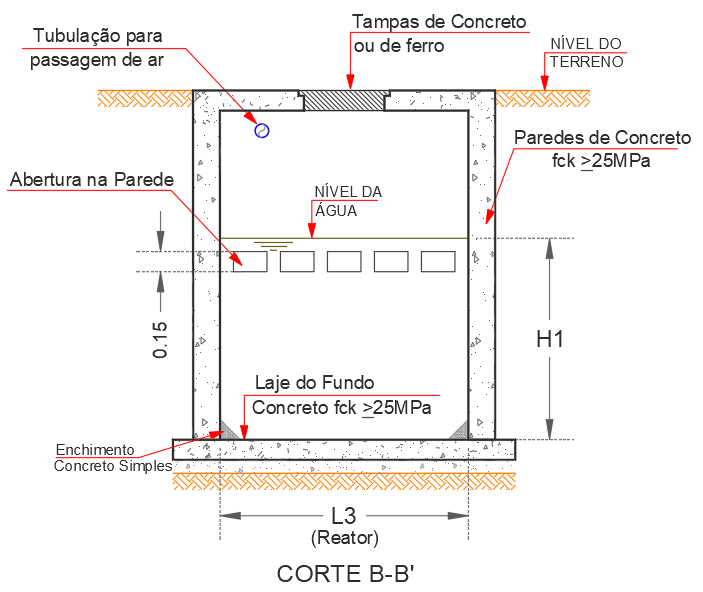 Tubulação para
passagem de ar
Tampas de Concreto
ou de ferro
NÍVEL DO
TERRENO
Paredes de Concreto
fck ≥25MPa
Abertura na Parede
NÍVEL DA
ÁGUA
0.15
H1
Laje do Fundo
Concreto fck ≥25MPa
Enchimento
Concreto Simples
L3
(Reator)
CORTE B-B'